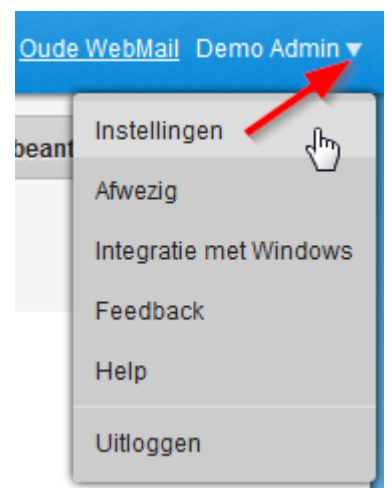 Oude WebMail Demo Admin
Instellingen
beant
Afwezig
Integratie met Windows
Feedback
Help
Uitloggen